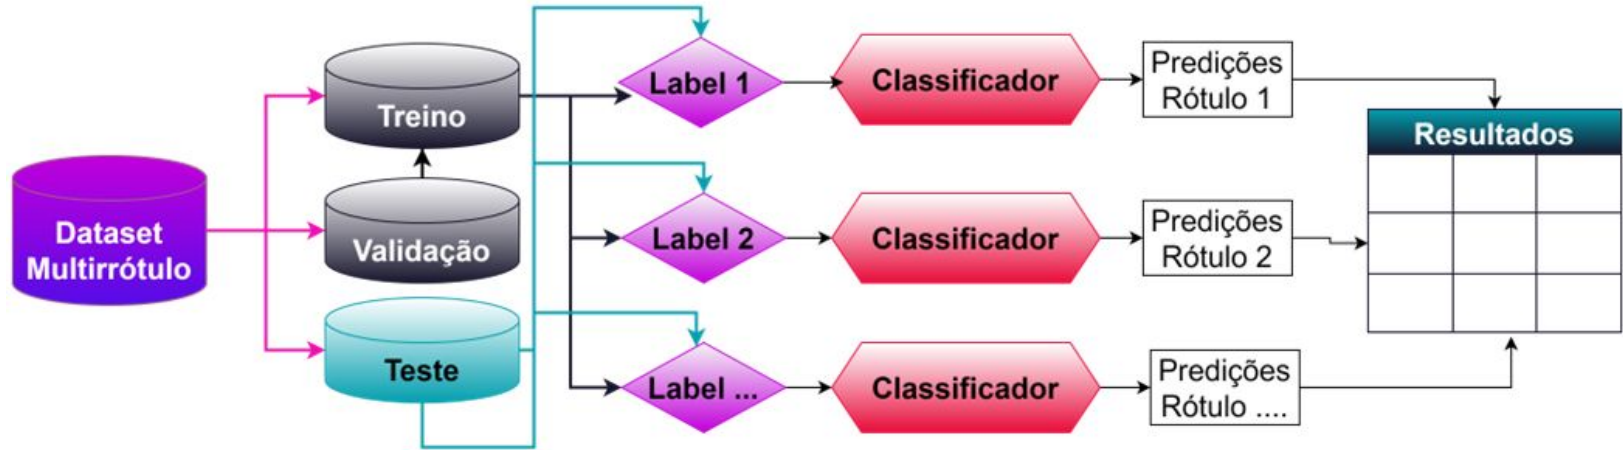 Dataset
Multirrótulo
Treino
Validação
Teste
Label 1
Classificador
Predições
Rótulo 1
Label 2
Classificador
Predições
Rótulo 2
Label ...
Classificador
Predições
Rótulo ....
Resultados